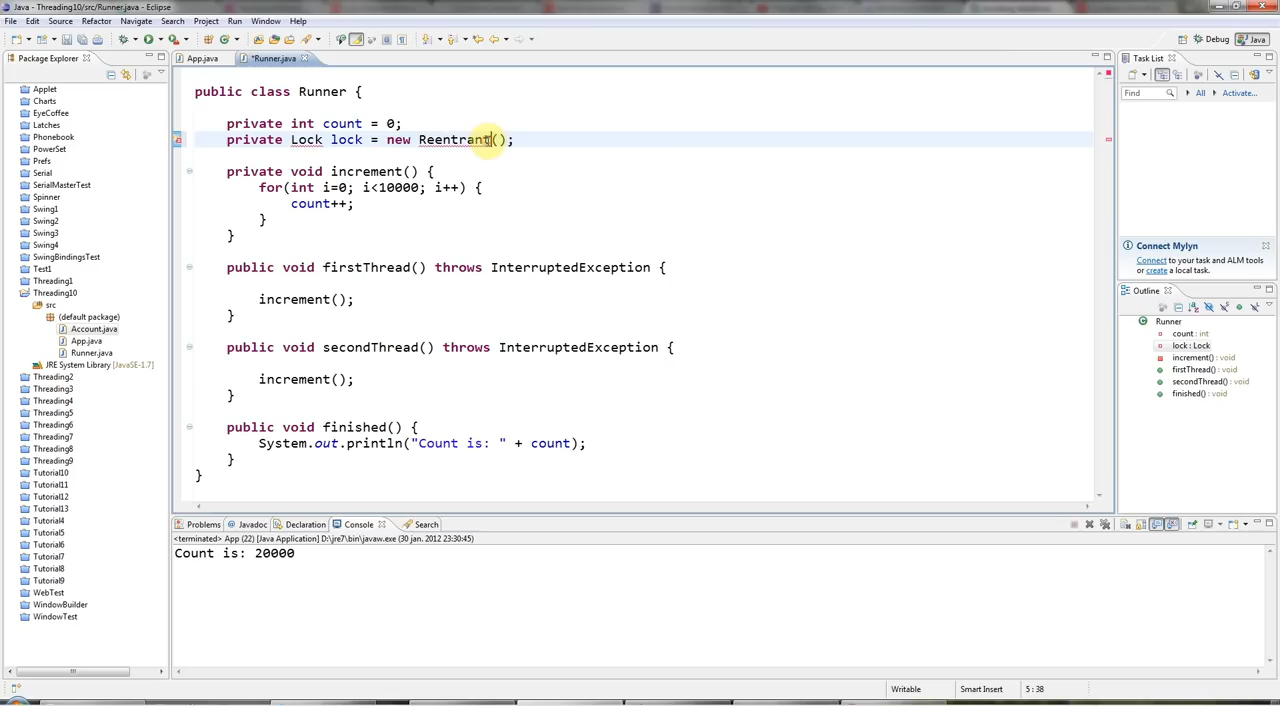 Java - Threading10/src/Runner.java - Eclipse
File Edit Source Refactor Navigate Search Project Run Window Help
Debug Java
Package Explorer
Applet
Charts
EyeCoffee
Latches
Phonebook
PowerSet
Prefs
Serial
SerialMasterTest
Spinner
Swing1
Swing2
Swing3
Swing4
SwingBindingsTest
Test1
Threading1
Threading10
src
(default package)
Account.java
App.java
Runner.java
JRE System Library [JavaSE-1.7]
Threading2
Threading3
Threading4
Threading5
Threading6
Threading7
Threading8
Threading9
Tutorial10
Tutorial11
Tutorial12
Tutorial13
Tutorial4
Tutorial5
Tutorial6
Tutorial7
Tutorial8
Tutorial9
WebTest
WindowBuilder
WindowTest
App.java *Runner.java
public class Runner {
private int count = 0;
private Lock lock = new Reentrant();
private void increment() {
for(int i=0; i<10000; i++) {
count++;
}
}
public void firstThread() throws InterruptedException {
increment();
}
public void secondThread() throws InterruptedException {
increment();
}
public void finished() {
System.out.println("Count is: " + count);
}
}
Problems Javadoc Declaration Console Search
<terminated> App (22) [Java Application] D:\jre7\bin\javaw.exe (30 jan. 2012 23:30:45)
Count is: 20000
Task List
Find All Activate...
Connect Mylyn
Connect to your task and ALM tools
or create a local task.
Outline
Runner
count : int
lock : Lock
increment() : void
firstThread() : void
secondThread() : void
finished() : void
Writable Smart Insert 5 : 38